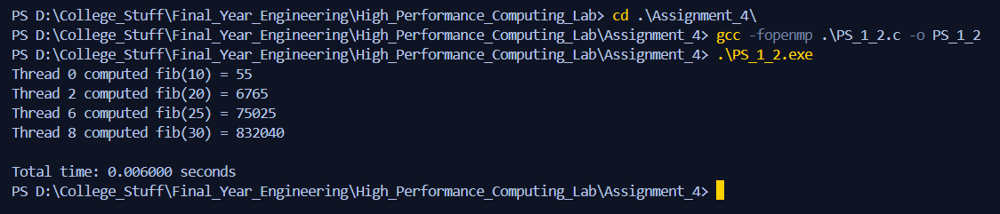 PS D:\College_Stuff\Final_Year_Engineering\High_Performance_Computing_Lab> cd .\Assignment_4\
PS D:\College_Stuff\Final_Year_Engineering\High_Performance_Computing_Lab\Assignment_4> gcc -fopenmp .\PS_1_2.c -o PS_1_2
PS D:\College_Stuff\Final_Year_Engineering\High_Performance_Computing_Lab\Assignment_4> .\PS_1_2.exe
Thread 0 computed fib(10) = 55
Thread 2 computed fib(20) = 6765
Thread 6 computed fib(25) = 75025
Thread 8 computed fib(30) = 832040
Total time: 0.006000 seconds
PS D:\College_Stuff\Final_Year_Engineering\High_Performance_Computing_Lab\Assignment_4>